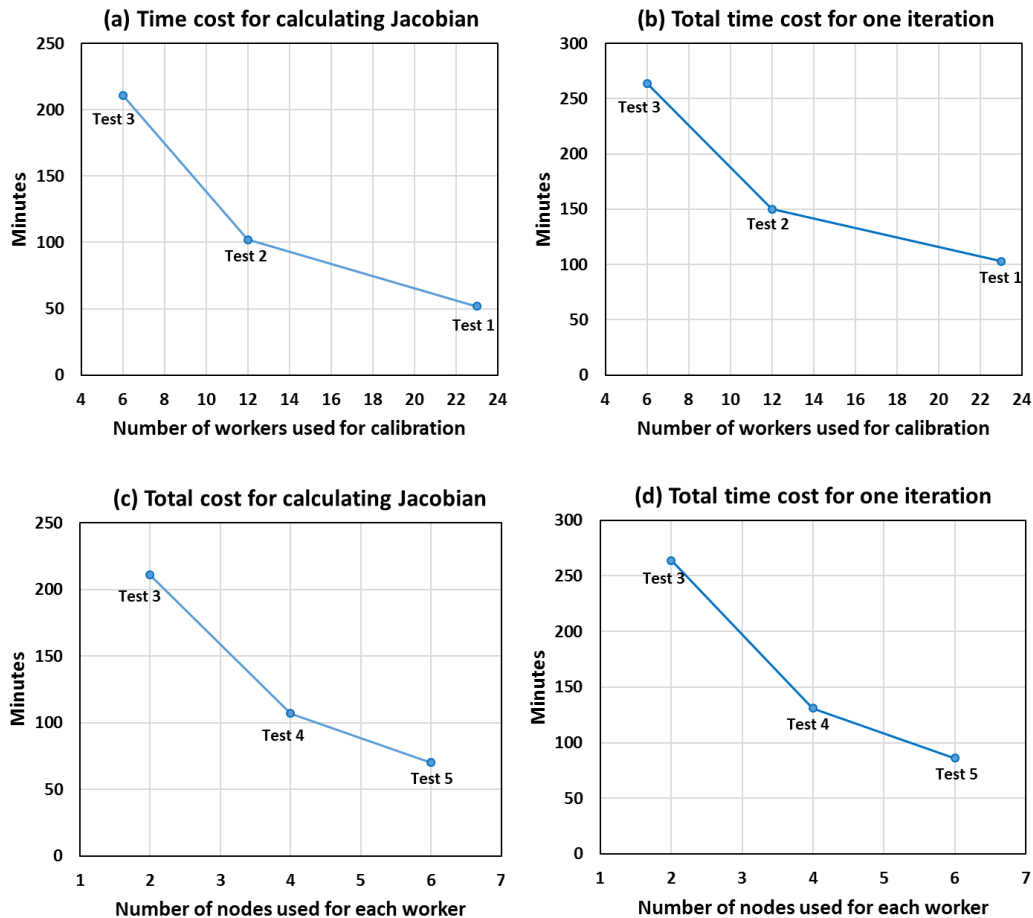 (a) Time cost for calculating Jacobian
250
200
150
100
50
0
Minutes
Test 3
Test 2
Test 1
4 6 8 10 12 14 16 18 20 22 24
Number of workers used for calibration
(b) Total time cost for one iteration
300
250
200
150
100
50
0
Minutes
Test 3
Test 2
Test 1
4 6 8 10 12 14 16 18 20 22 24
Number of workers used for calibration
(c) Total cost for calculating Jacobian
250
200
150
100
50
0
Minutes
Test 3
Test 4
Test 5
1 2 3 4 5 6 7
Number of nodes used for each worker
(d) Total time cost for one iteration
300
250
200
150
100
50
0
Minutes
Test 3
Test 4
Test 5
1 2 3 4 5 6 7
Number of nodes used for each worker